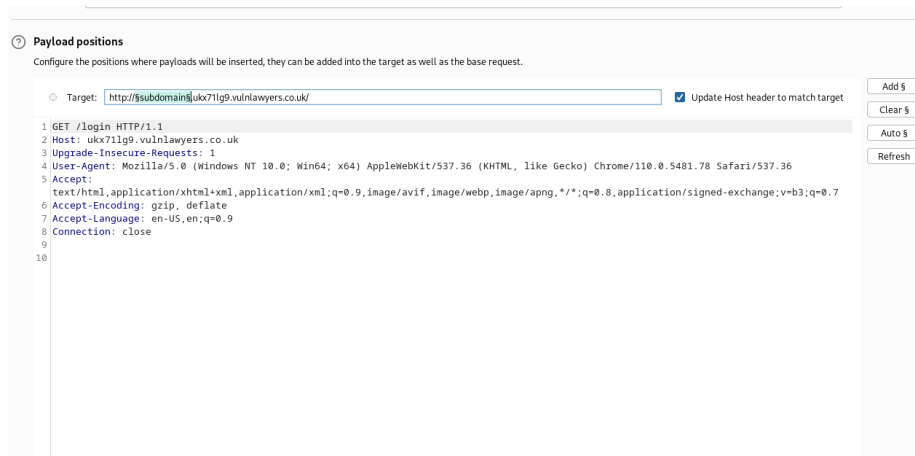 Payload positions
Configure the positions where payloads will be inserted, they can be added into the target as well as the base request.
Target: http://§subdomain§.ukx71lg9.vulnlawyers.co.uk/
Update Host header to match target
Add §
Clear §
Auto §
Refresh
1 GET /login HTTP/1.1
2 Host: ukx71lg9.vulnlawyers.co.uk
3 Upgrade-Insecure-Requests: 1
4 User-Agent: Mozilla/5.0 (Windows NT 10.0; Win64; x64) AppleWebKit/537.36 (KHTML, like Gecko) Chrome/110.0.5481.78 Safari/537.36
5 Accept:
text/html,application/xhtml+xml,application/xml;q=0.9,image/avif,image/webp,image/apng,*/*;q=0.8,application/signed-exchange;v=b3;q=0.7
6 Accept-Encoding: gzip, deflate
7 Accept-Language: en-US,en;q=0.9
8 Connection: close
9
10